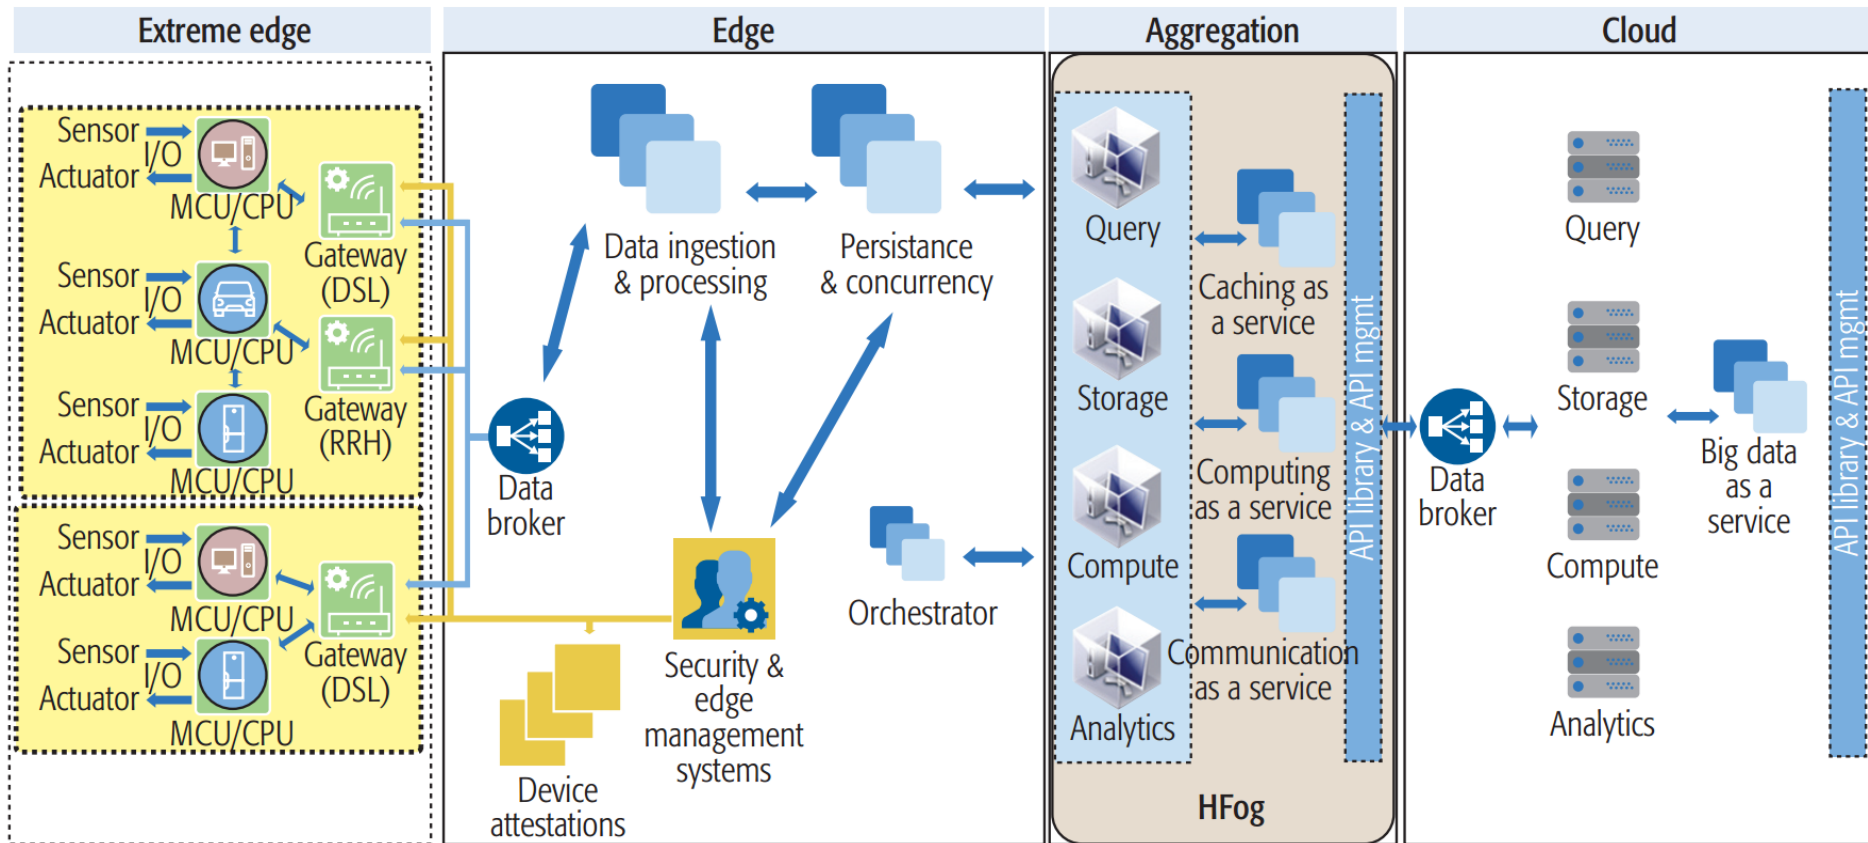 Extreme edge
Edge
Aggregation
Cloud
Sensor
I/O
Actuator
MCU/CPU
Gateway
(DSL)
Sensor
I/O
Actuator
MCU/CPU
Gateway
(RRH)
Sensor
I/O
Actuator
MCU/CPU
Sensor
I/O
Actuator
MCU/CPU
Gateway
(DSL)
Sensor
I/O
Actuator
MCU/CPU
Data ingestion
& processing
Persistance
& concurrency
Data
broker
Orchestrator
Security &
edge
management
systems
Device
attestations
Query
Storage
Compute
Analytics
Caching as
a service
Computing
as a service
Communication
as a service
API library & API mgmt
HFog
Data
broker
Query
Storage
Compute
Analytics
Big data
as a
service
API library & API mgmt